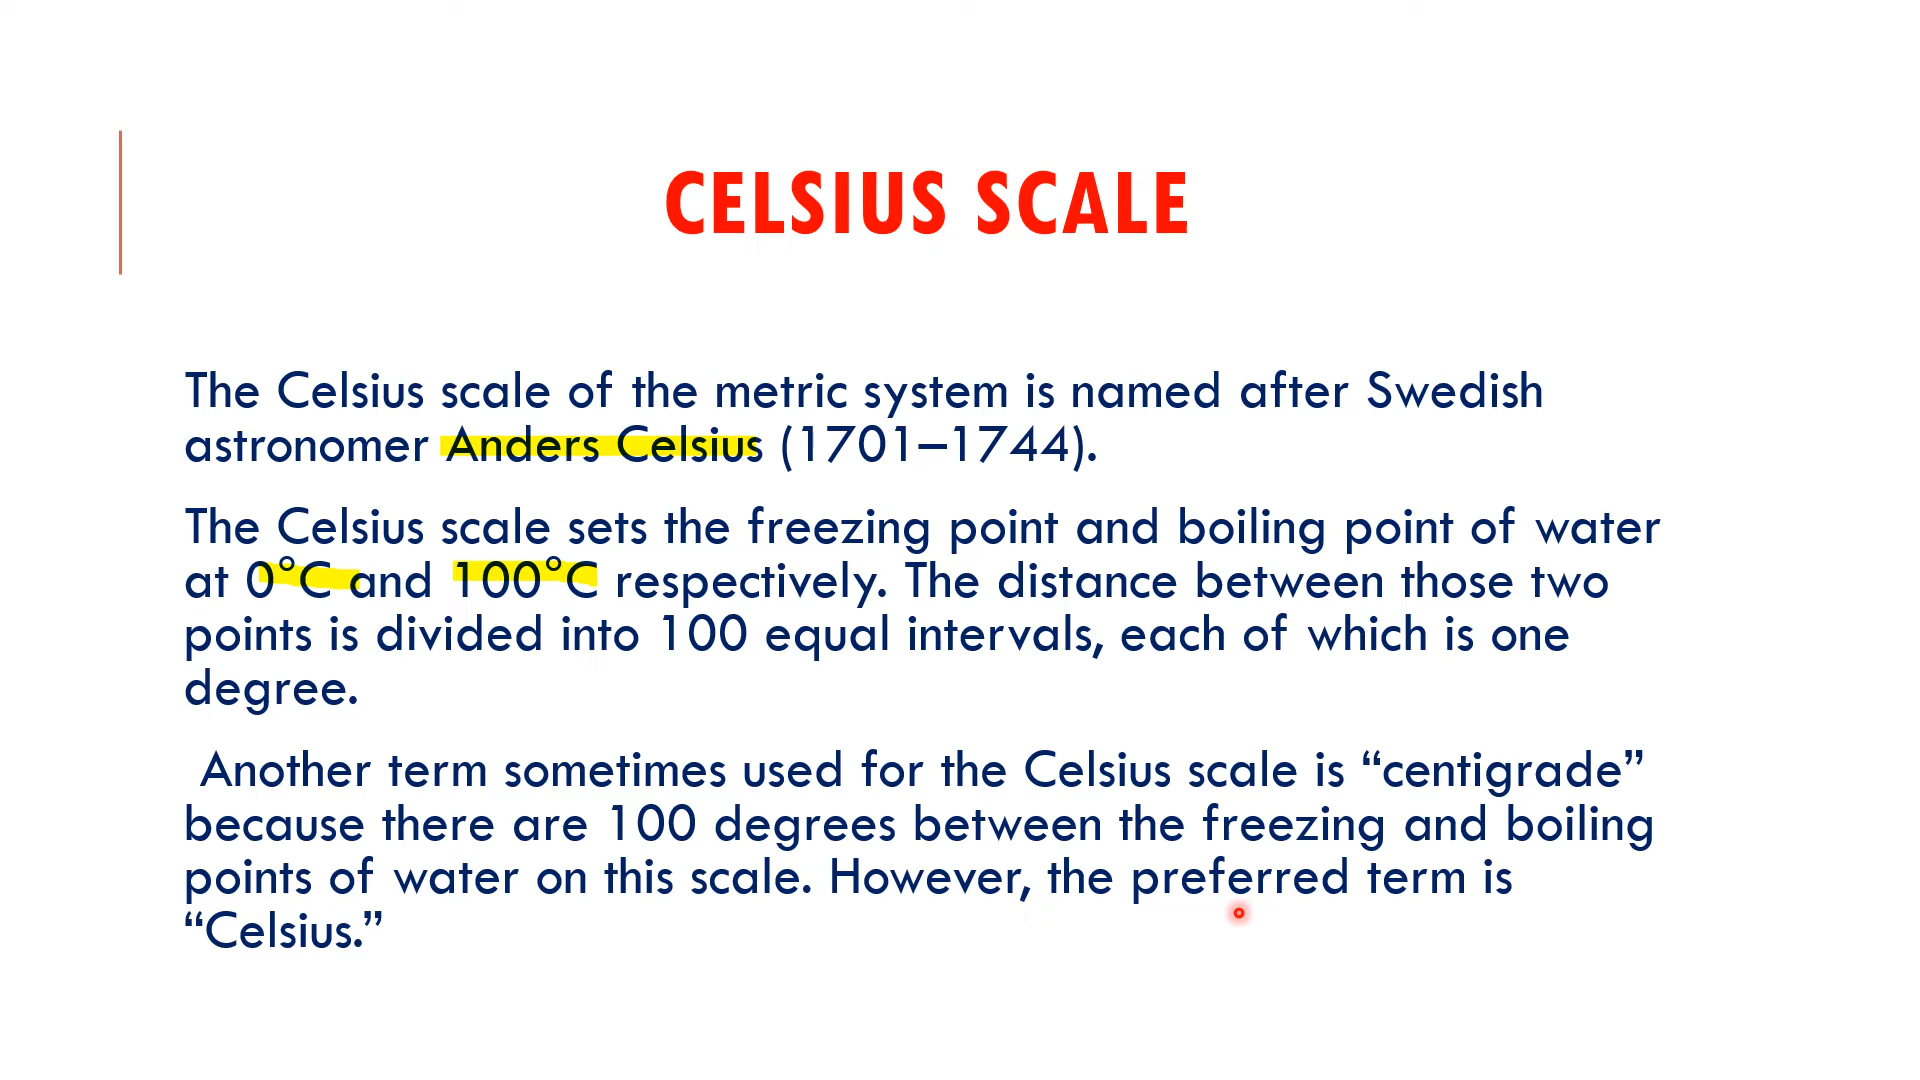 CELSIUS SCALE
The Celsius scale of the metric system is named after Swedish
astronomer Anders Celsius (1701–1744).
The Celsius scale sets the freezing point and boiling point of water
at 0°C and 100°C respectively. The distance between those two
points is divided into 100 equal intervals, each of which is one
degree.
Another term sometimes used for the Celsius scale is “centigrade”
because there are 100 degrees between the freezing and boiling
points of water on this scale. However, the preferred term is
“Celsius.”